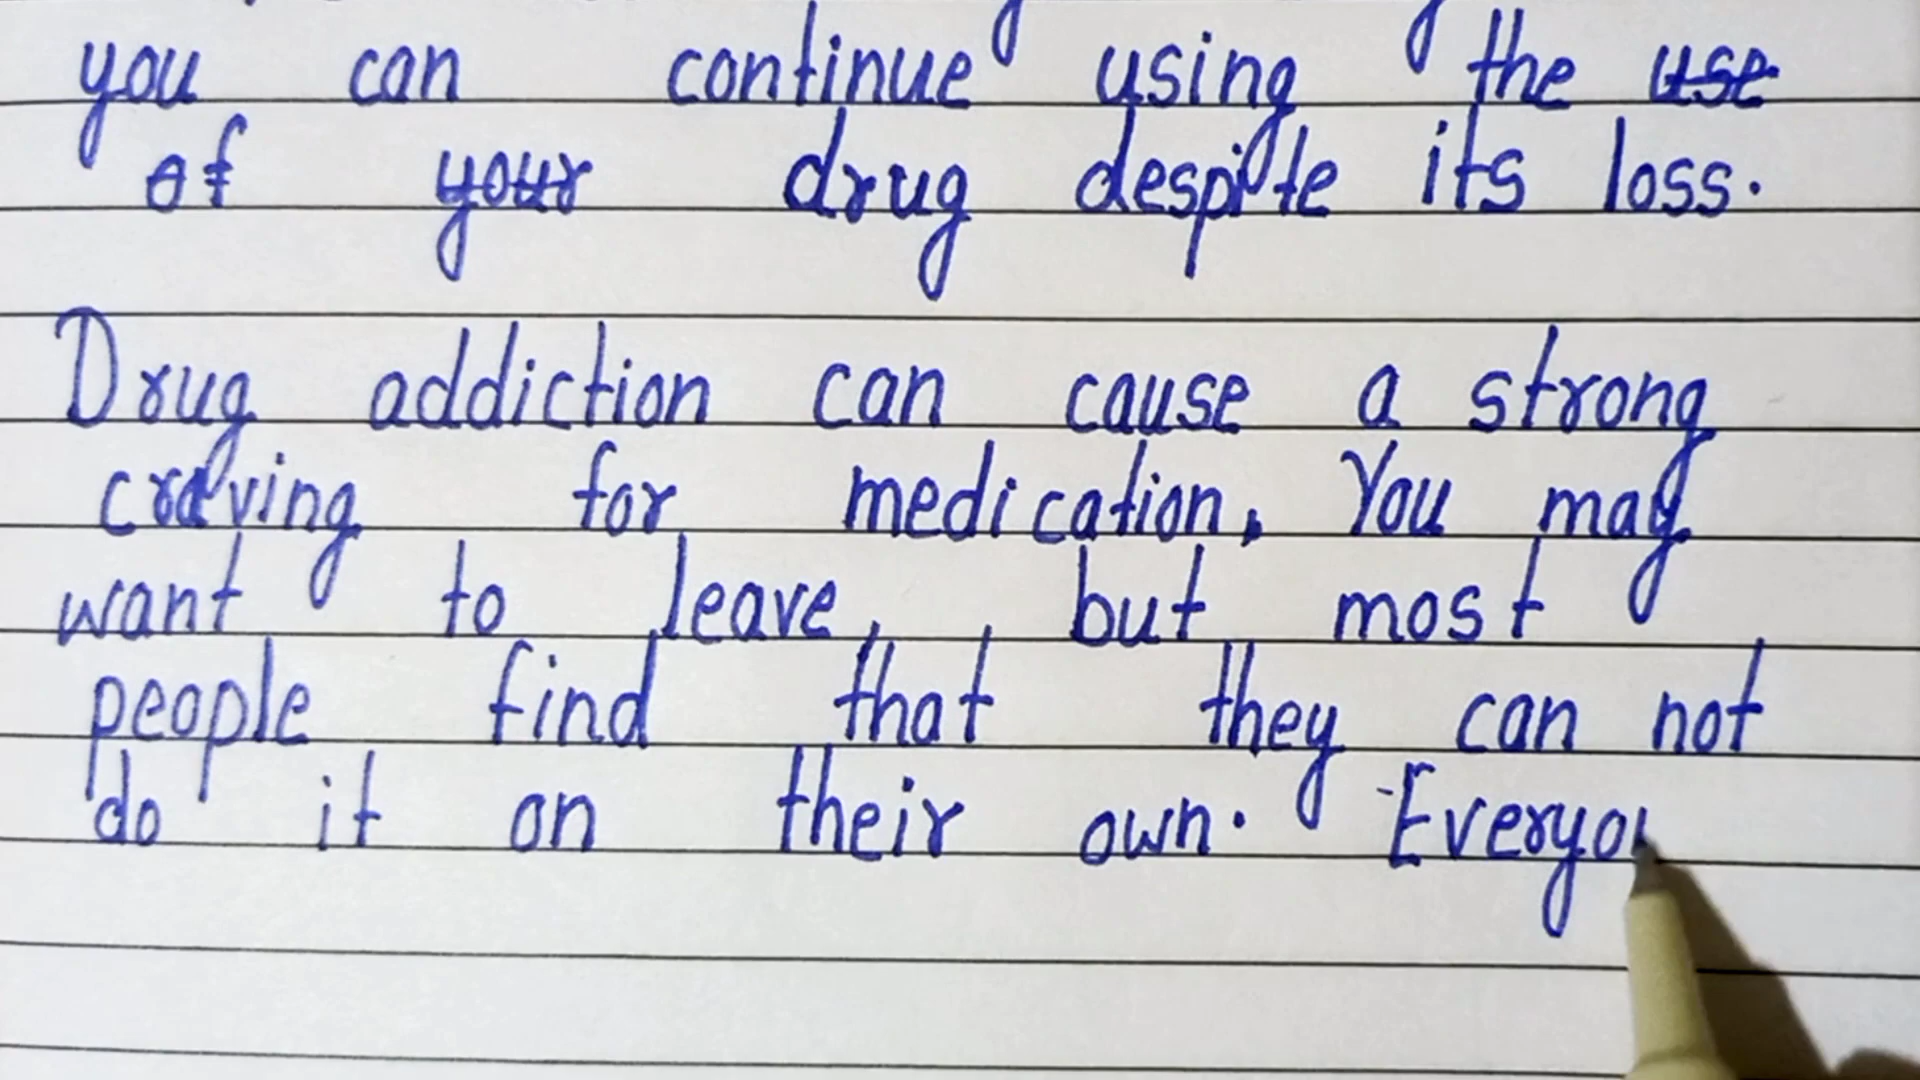 you can continue using the use
of your drug despite its loss.
Drug addiction can cause a strong
craving for medication. You may
want to leave, but most
people find that they can not
do it on their own. Everyo